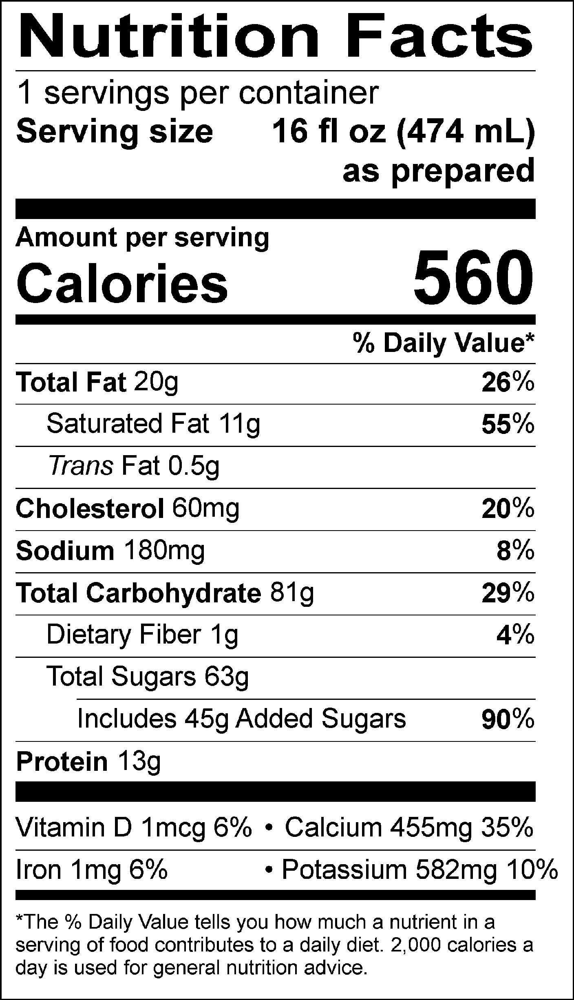 Nutrition Facts
1 servings per container
Serving size 16 fl oz (474 mL)
as prepared
Amount per serving
Calories 560
% Daily Value*
Total Fat 20g 26%
Saturated Fat 11g 55%
Trans Fat 0.5g
Cholesterol 60mg 20%
Sodium 180mg 8%
Total Carbohydrate 81g 29%
Dietary Fiber 1g 4%
Total Sugars 63g
Includes 45g Added Sugars 90%
Protein 13g
Vitamin D 1mcg 6% • Calcium 455mg 35%
Iron 1mg 6% • Potassium 582mg 10%
*The % Daily Value tells you how much a nutrient in a
serving of food contributes to a daily diet. 2,000 calories a
day is used for general nutrition advice.